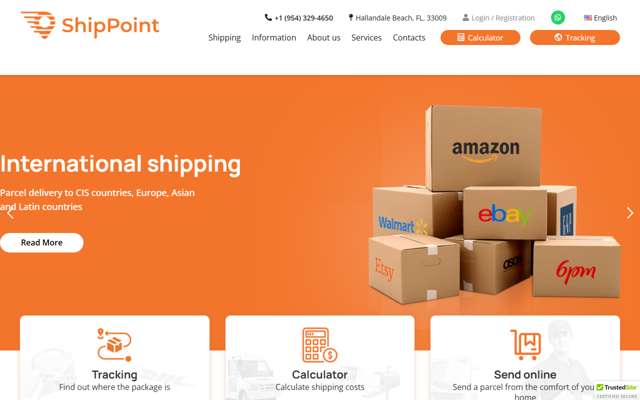 ShipPoint
+1 (954) 329-4650
Hallandale Beach, FL, 33009
Login / Registration
English
Shipping
Information
About us
Services
Contacts
Calculator
Tracking
International shipping
Parcel delivery to CIS countries, Europe, Asian
and Latin countries
Read More
amazon
Walmart
ebay
Etsy
6pm
Tracking
Find out where the package is
Calculator
Calculate shipping costs
Send online
Send a parcel from the comfort of you
home
TrustedSite
CERTIFIED SECURE